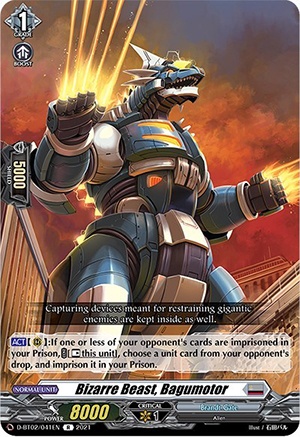 1
GRADE
BOOST
SHIELD
5000
Capturing devices meant for restraining gigantic
enemies are kept inside as well.
ACT【】:If one or more of your opponent's cards are imprisoned in
your Prison,[this unit], choose a unit card from your opponent's
drop, and imprison it in your Prison.
NORMAL UNIT
Bizarre Beast, Bagumotor
POWER
8000
CRITICAL
1
Brandt Gate
Alien
D-BT02/041EN R 2021
Illust /